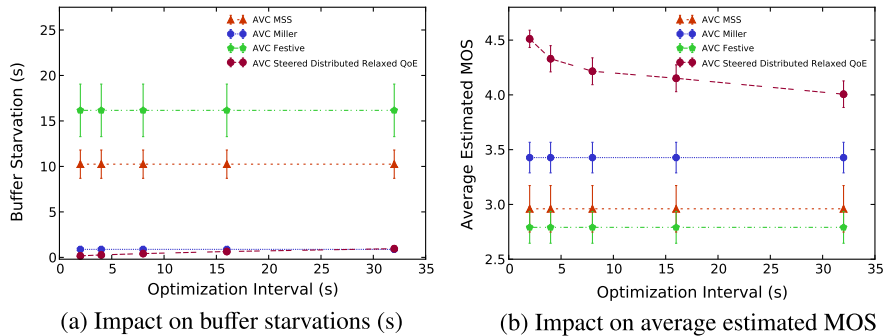 AVC MSS
AVC Miller
AVC Festive
AVC Steered Distributed Relaxed QoE
25
20
15
10
5
0
Buffer Starvation (s)
0 5 10 15 20 25 30 35
Optimization Interval (s)
(a) Impact on buffer starvations (s)
AVC MSS
AVC Miller
AVC Festive
AVC Steered Distributed Relaxed QoE
4.5
4.0
3.5
3.0
2.5
Average Estimated MOS
0 5 10 15 20 25 30 35
Optimization Interval (s)
(b) Impact on average estimated MOS